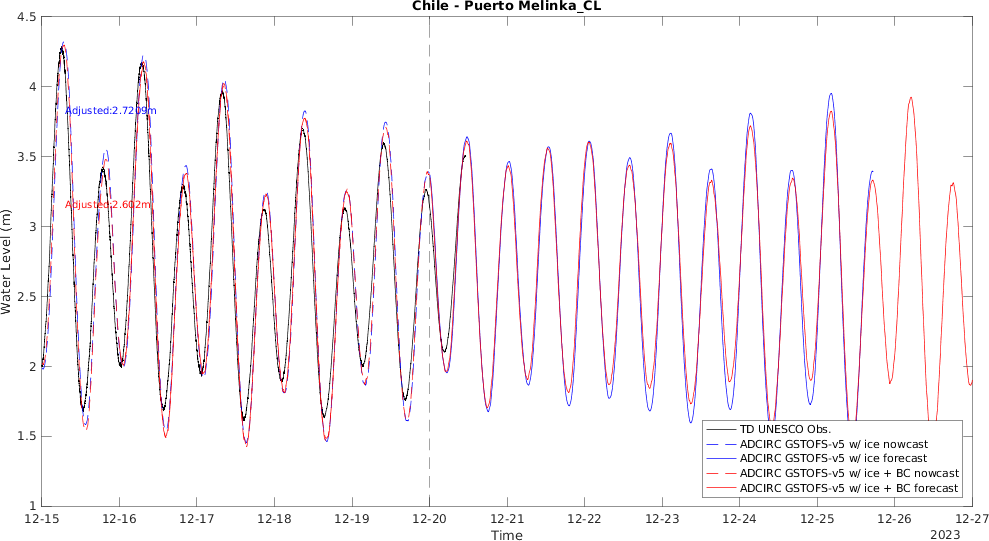 Chile - Puerto Melinka_CL
4.5
4
3.5
3
2.5
2
1.5
1
Water Level (m)
Adjusted:2.7209m
Adjusted:2.602m
TD UNESCO Obs.
ADCIRC GSTOFS-v5 w/ ice nowcast
ADCIRC GSTOFS-v5 w/ ice forecast
ADCIRC GSTOFS-v5 w/ ice + BC nowcast
ADCIRC GSTOFS-v5 w/ ice + BC forecast
12-15 12-16 12-17 12-18 12-19 12-20 12-21 12-22 12-23 12-24 12-25 12-26 12-27
Time
2023